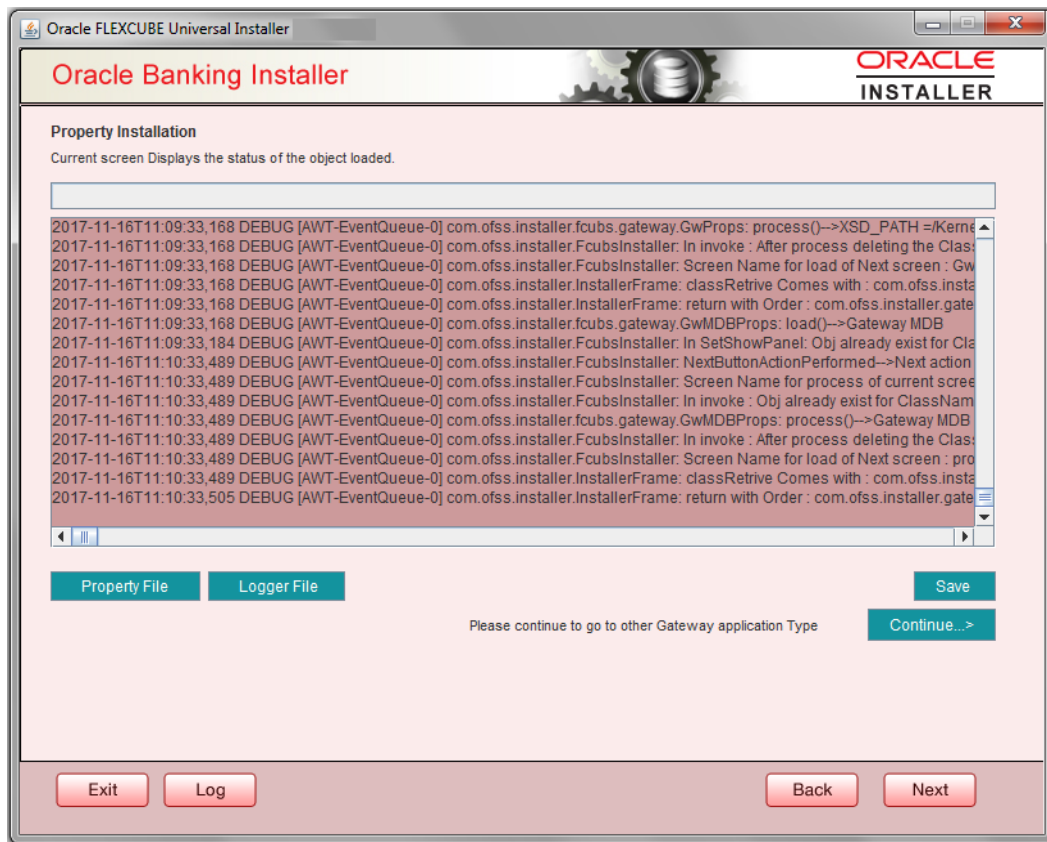 Oracle FLEXCUBE Universal Installer
Oracle Banking Installer
ORACLE
INSTALLER
Property Installation
Current screen Displays the status of the object loaded.
2017-11-16T11:09:33,168 DEBUG [AWT-EventQueue-0] com.ofss.installer.fcubs.gateway.GwProps: process()-->XSD_PATH =/Kerne
2017-11-16T11:09:33,168 DEBUG [AWT-EventQueue-0] com.ofss.installer.FcubsInstaller: In invoke : After process deleting the Clas
2017-11-16T11:09:33,168 DEBUG [AWT-EventQueue-0] com.ofss.installer.FcubsInstaller: Screen Name for load of Next screen : Gw
2017-11-16T11:09:33,168 DEBUG [AWT-EventQueue-0] com.ofss.installer.InstallerFrame: classRetrive Comes with : com.ofss.insta
2017-11-16T11:09:33,168 DEBUG [AWT-EventQueue-0] com.ofss.installer.InstallerFrame: return with Order : com.ofss.installer.gate
2017-11-16T11:09:33,168 DEBUG [AWT-EventQueue-0] com.ofss.installer.fcubs.gateway.GwMDBProps: load()-->Gateway MDB
2017-11-16T11:09:33,184 DEBUG [AWT-EventQueue-0] com.ofss.installer.FcubsInstaller: In SetShowPanel: Obj already exist for Cla
2017-11-16T11:10:33,489 DEBUG [AWT-EventQueue-0] com.ofss.installer.FcubsInstaller: NextButtonActionPerformed-->Next action
2017-11-16T11:10:33,489 DEBUG [AWT-EventQueue-0] com.ofss.installer.FcubsInstaller: Screen Name for process of current scree
2017-11-16T11:10:33,489 DEBUG [AWT-EventQueue-0] com.ofss.installer.FcubsInstaller: In invoke : Obj already exist for ClassNam
2017-11-16T11:10:33,489 DEBUG [AWT-EventQueue-0] com.ofss.installer.fcubs.gateway.GwMDBProps: process()-->Gateway MDB
2017-11-16T11:10:33,489 DEBUG [AWT-EventQueue-0] com.ofss.installer.FcubsInstaller: In invoke : After process deleting the Clas
2017-11-16T11:10:33,489 DEBUG [AWT-EventQueue-0] com.ofss.installer.FcubsInstaller: Screen Name for load of Next screen : pro
2017-11-16T11:10:33,489 DEBUG [AWT-EventQueue-0] com.ofss.installer.InstallerFrame: classRetrive Comes with : com.ofss.insta
2017-11-16T11:10:33,505 DEBUG [AWT-EventQueue-0] com.ofss.installer.InstallerFrame: return with Order : com.ofss.installer.gate
Property File Logger File Save
Please continue to go to other Gateway application Type Continue...>
Exit Log Back Next